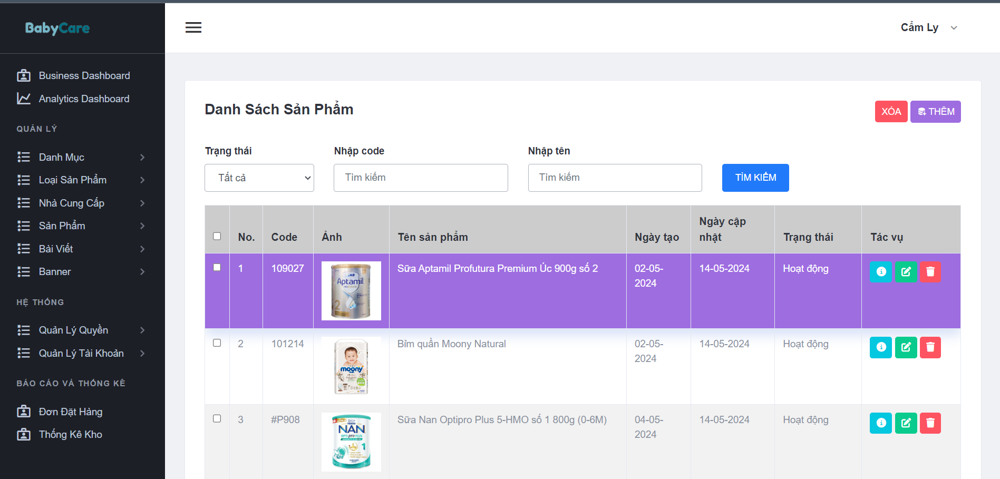 BabyCare
Cẩm Ly
Business Dashboard
Analytics Dashboard
QUẢN LÝ
Danh Mục
Loại Sản Phẩm
Nhà Cung Cấp
Sản Phẩm
Bài Viết
Banner
HỆ THỐNG
Quản Lý Quyền
Quản Lý Tài Khoản
BÁO CÁO VÀ THỐNG KÊ
Đơn Đặt Hàng
Thống Kê Kho
Danh Sách Sản Phẩm
XÓA
THÊM
Trạng thái
Nhập code
Nhập tên
Tất cả
Tìm kiếm
Tìm kiếm
TÌM KIẾM
No.
Code
Ảnh
Tên sản phẩm
Ngày tạo
Ngày cập
nhật
Trạng thái
Tác vụ
1
109027
Aptamil
2
Sữa Aptamil Profutura Premium Úc 900g số 2
02-05-
2024
14-05-2024
Hoạt động
2
101214
moony
Bỉm quần Moony Natural
02-05-
2024
14-05-2024
Hoạt động
3
#P908
NAN
OPTIPRO PLUS
1
Sữa Nan Optipro Plus 5-HMO số 1 800g (0-6M)
04-05-
2024
14-05-2024
Hoạt động